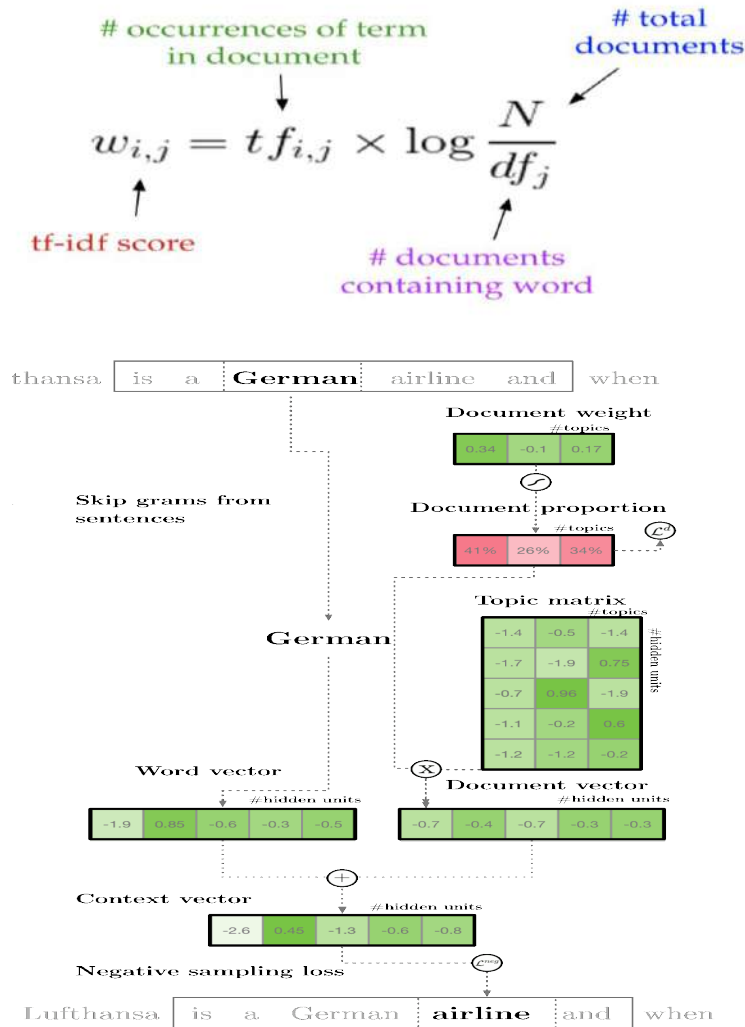 # occurrences of term
in document
# total
documents
w_{i,j} = tf_{i,j} × log N/df_j
tf-idf score
# documents
containing word
thansa is a German airline and when
Document weight
#topics
0.34 -0.1 0.17
Skip grams from
sentences
Document proportion
#topics
41% 26% 34%
ℒᵈ
Topic matrix
#topics
#hidden units
-1.4 -0.5 -1.4
-1.7 -1.9 0.75
-0.7 0.96 -1.9
-1.1 -0.2 0.6
-1.2 -1.2 -0.2
German
X
Word vector
#hidden units
-1.9 0.85 -0.6 -0.3 -0.5
Document vector
#hidden units
-0.7 -0.4 -0.7 -0.3 -0.3
+
Context vector
#hidden units
-2.6 0.45 -1.3 -0.6 -0.8
Negative sampling loss
ℒⁿᵉᵍ
Lufthansa is a German airline and when